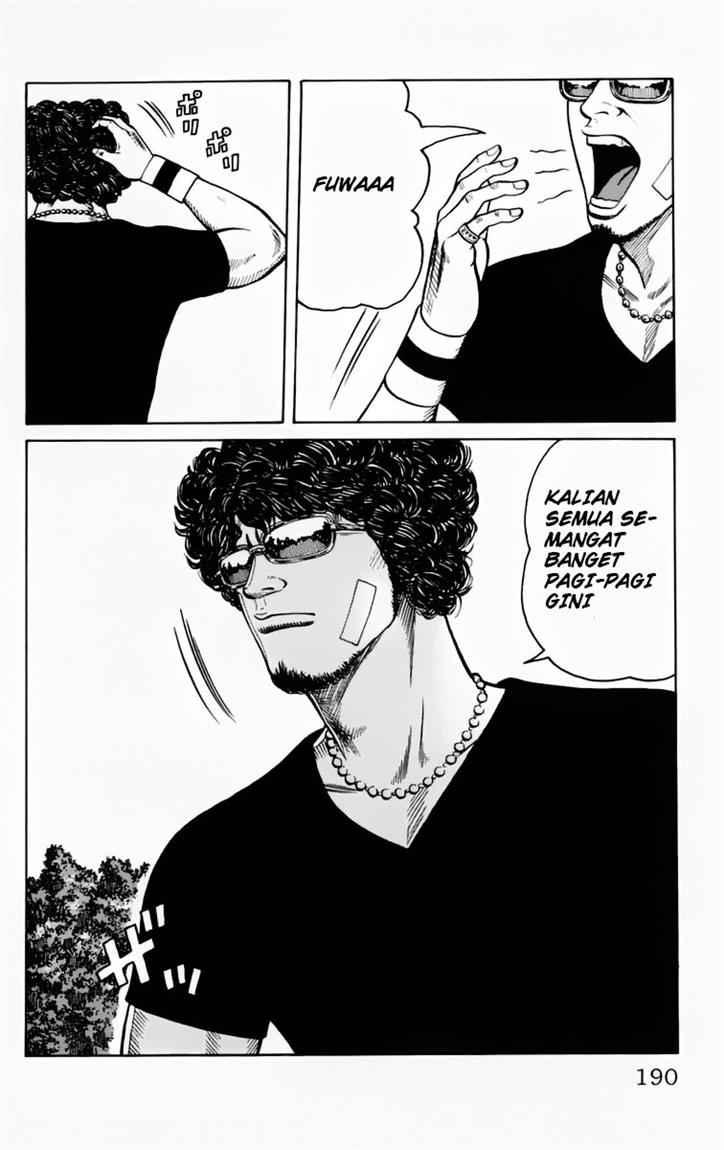 FUWAAA
ポリ
ポリ
KALIAN
SEMUA SE-
MANGAT
BANGET
PAGI-PAGI
GINI
ザッ
190